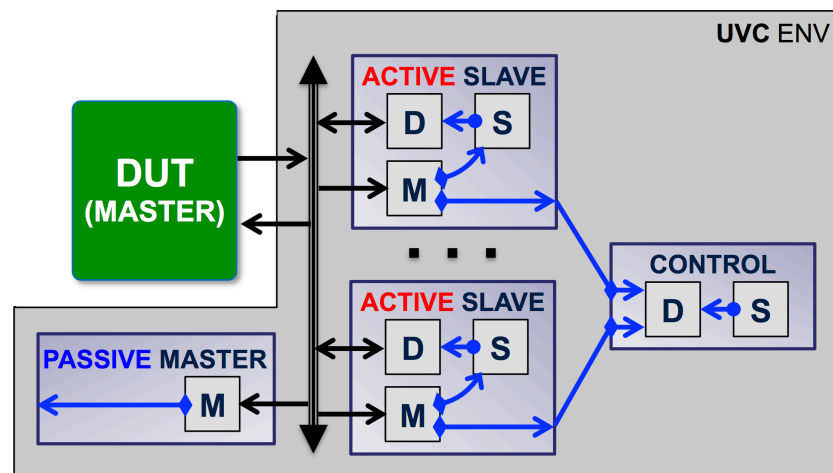 UVC ENV
ACTIVE SLAVE
D
S
M
DUT
(MASTER)
. . .
CONTROL
D
S
ACTIVE SLAVE
D
S
M
PASSIVE MASTER
M